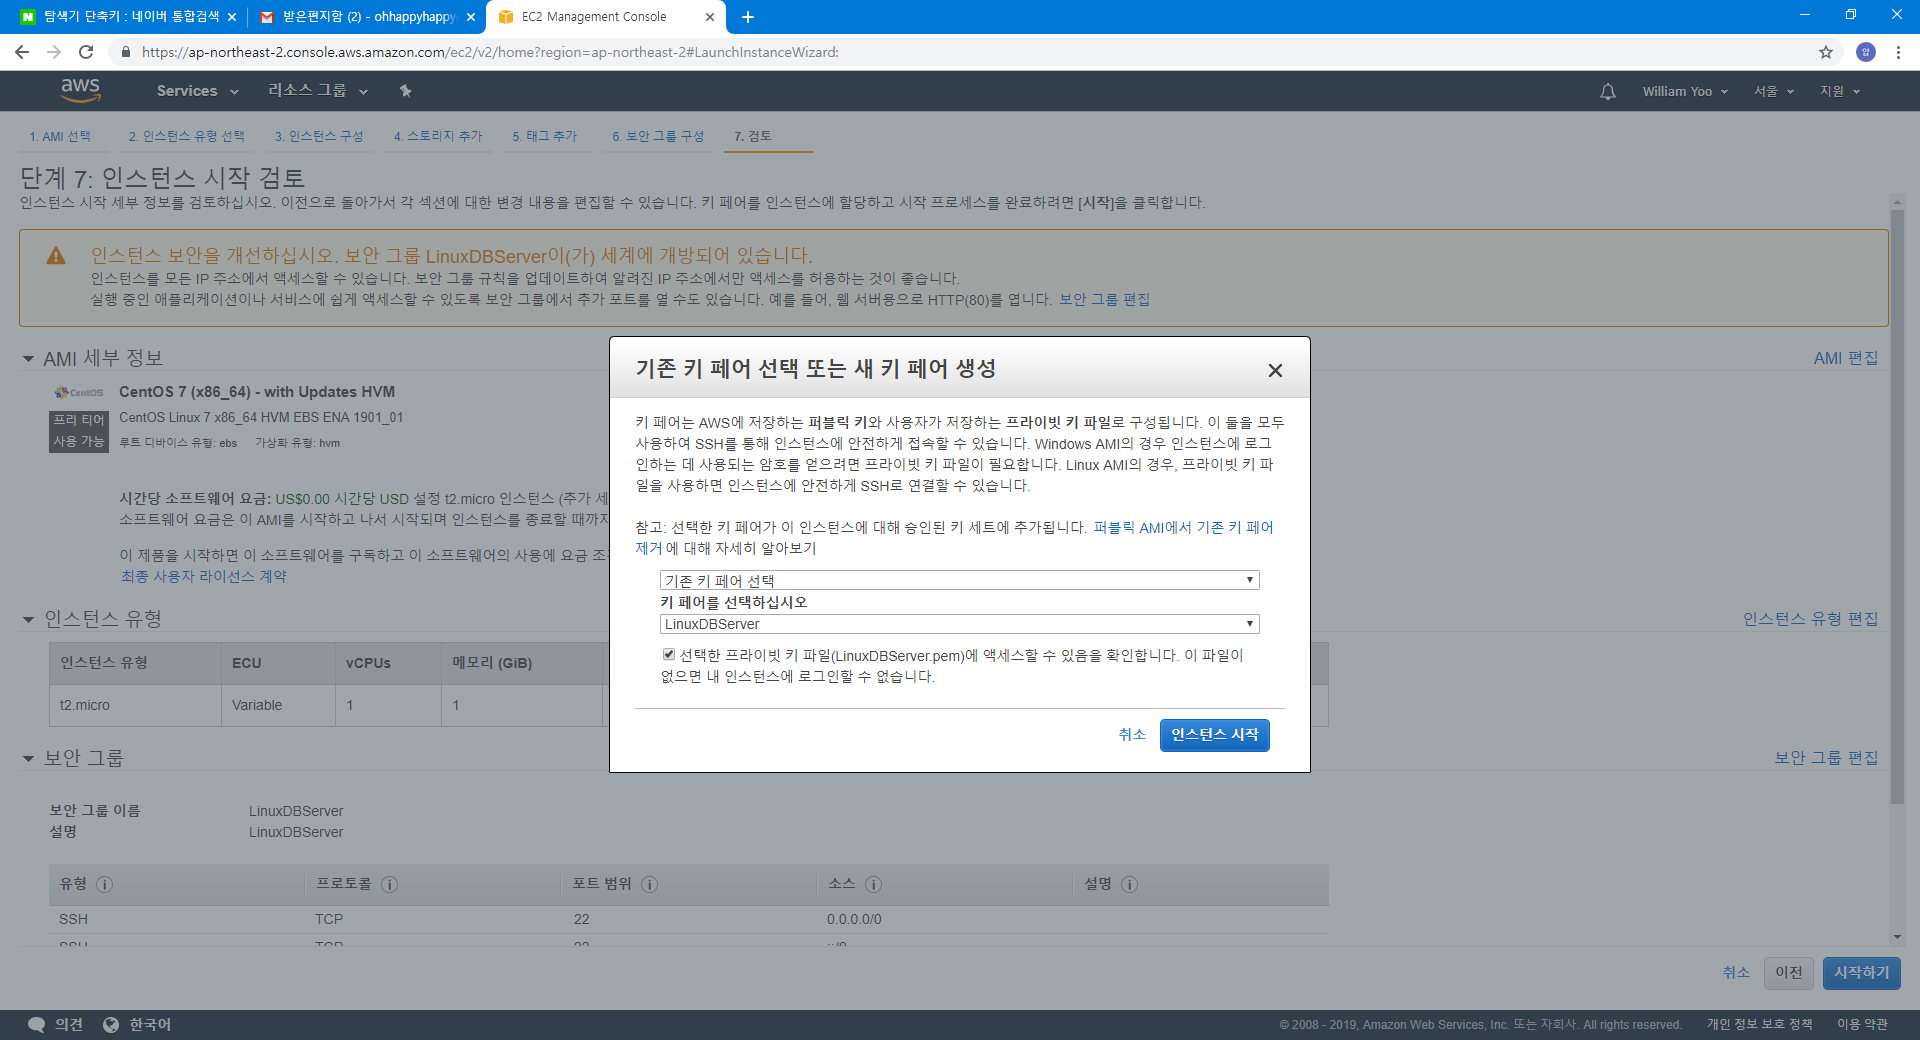 탐색기 단축키 : 네이버 통합검색
받은편지함 (2) - ohhappyhappy
EC2 Management Console
https://ap-northeast-2.console.aws.amazon.com/ec2/v2/home?region=ap-northeast-2#LaunchInstanceWizard:
aws
Services
리소스 그룹
William Yoo
서울
지원
1. AMI 선택
2. 인스턴스 유형 선택
3. 인스턴스 구성
4. 스토리지 추가
5. 태그 추가
6. 보안 그룹 구성
7. 검토
단계 7: 인스턴스 시작 검토
인스턴스 시작 세부 정보를 검토하십시오. 이전으로 돌아가서 각 섹션에 대한 변경 내용을 편집할 수 있습니다. 키 페어를 인스턴스에 할당하고 시작 프로세스를 완료하려면 [시작]을 클릭합니다.
인스턴스 보안을 개선하십시오. 보안 그룹 LinuxDBServer이(가) 세계에 개방되어 있습니다.
인스턴스를 모든 IP 주소에서 액세스할 수 있습니다. 보안 그룹 규칙을 업데이트하여 알려진 IP 주소에서만 액세스를 허용하는 것이 좋습니다.
실행 중인 애플리케이션이나 서비스에 쉽게 액세스할 수 있도록 보안 그룹에서 추가 포트를 열 수도 있습니다. 예를 들어, 웹 서버용으로 HTTP(80)를 엽니다. 보안 그룹 편집
AMI 세부 정보
AMI 편집
CentOS
프리 티어
사용 가능
CentOS 7 (x86_64) - with Updates HVM
CentOS Linux 7 x86_64 HVM EBS ENA 1901_01
루트 디바이스 유형: ebs 가상화 유형: hvm
시간당 소프트웨어 요금: US$0.00 시간당 USD 설정 t2.micro 인스턴스 (추가 세
소프트웨어 요금은 이 AMI를 시작하고 나서 시작되며 인스턴스를 종료할 때까지
이 제품을 시작하면 이 소프트웨어를 구독하고 이 소프트웨어의 사용에 요금 조
최종 사용자 라이선스 계약
인스턴스 유형
인스턴스 유형 편집
인스턴스 유형
ECU
vCPUs
메모리 (GiB)
t2.micro
Variable
1
1
보안 그룹
보안 그룹 편집
보안 그룹 이름
LinuxDBServer
설명
LinuxDBServer
유형
프로토콜
포트 범위
소스
설명
SSH
TCP
22
0.0.0.0/0
SSH
TCP
22
::/0
기존 키 페어 선택 또는 새 키 페어 생성
키 페어는 AWS에 저장하는 퍼블릭 키와 사용자가 저장하는 프라이빗 키 파일로 구성됩니다. 이 둘을 모두
사용하여 SSH를 통해 인스턴스에 안전하게 접속할 수 있습니다. Windows AMI의 경우 인스턴스에 로그
인하는 데 사용되는 암호를 얻으려면 프라이빗 키 파일이 필요합니다. Linux AMI의 경우, 프라이빗 키 파
일을 사용하면 인스턴스에 안전하게 SSH로 연결할 수 있습니다.
참고: 선택한 키 페어가 이 인스턴스에 대해 승인된 키 세트에 추가됩니다. 퍼블릭 AMI에서 기존 키 페어
제거 에 대해 자세히 알아보기
기존 키 페어 선택
키 페어를 선택하십시오
LinuxDBServer
선택한 프라이빗 키 파일(LinuxDBServer.pem)에 액세스할 수 있음을 확인합니다. 이 파일이
없으면 내 인스턴스에 로그인할 수 없습니다.
취소
인스턴스 시작
취소
이전
시작하기
의견
한국어
© 2008 - 2019, Amazon Web Services, Inc. 또는 자회사. All rights reserved.
개인 정보 보호 정책
이용 약관